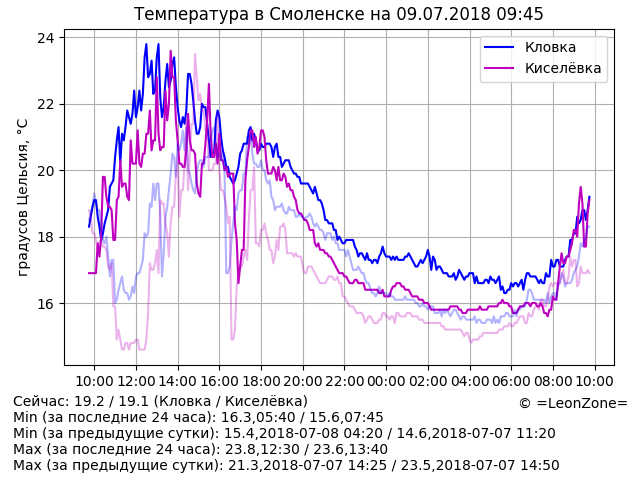 Температура в Смоленске на 09.07.2018 09:45
24
22
20
18
16
градусов Цельсия, °C
Кловка
Киселёвка
10:00 12:00 14:00 16:00 18:00 20:00 22:00 00:00 02:00 04:00 06:00 08:00 10:00
Сейчас: 19.2 / 19.1 (Кловка / Киселёвка)
© =LeonZone=
Min (за последние 24 часа): 16.3,05:40 / 15.6,07:45
Min (за предыдущие сутки): 15.4,2018-07-08 04:20 / 14.6,2018-07-07 11:20
Max (за последние 24 часа): 23.8,12:30 / 23.6,13:40
Max (за предыдущие сутки): 21.3,2018-07-07 14:25 / 23.5,2018-07-07 14:50